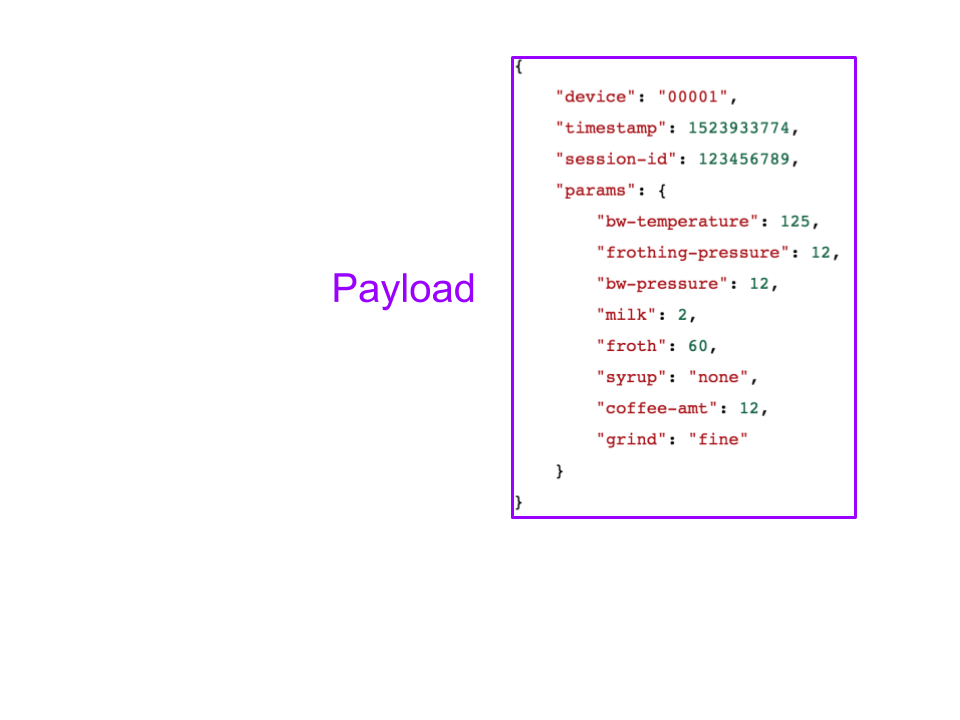 Payload
{
    "device": "00001",
    "timestamp": 1523933774,
    "session-id": 123456789,
    "params": {
        "bw-temperature": 125,
        "frothing-pressure": 12,
        "bw-pressure": 12,
        "milk": 2,
        "froth": 60,
        "syrup": "none",
        "coffee-amt": 12,
        "grind": "fine"
    }
}